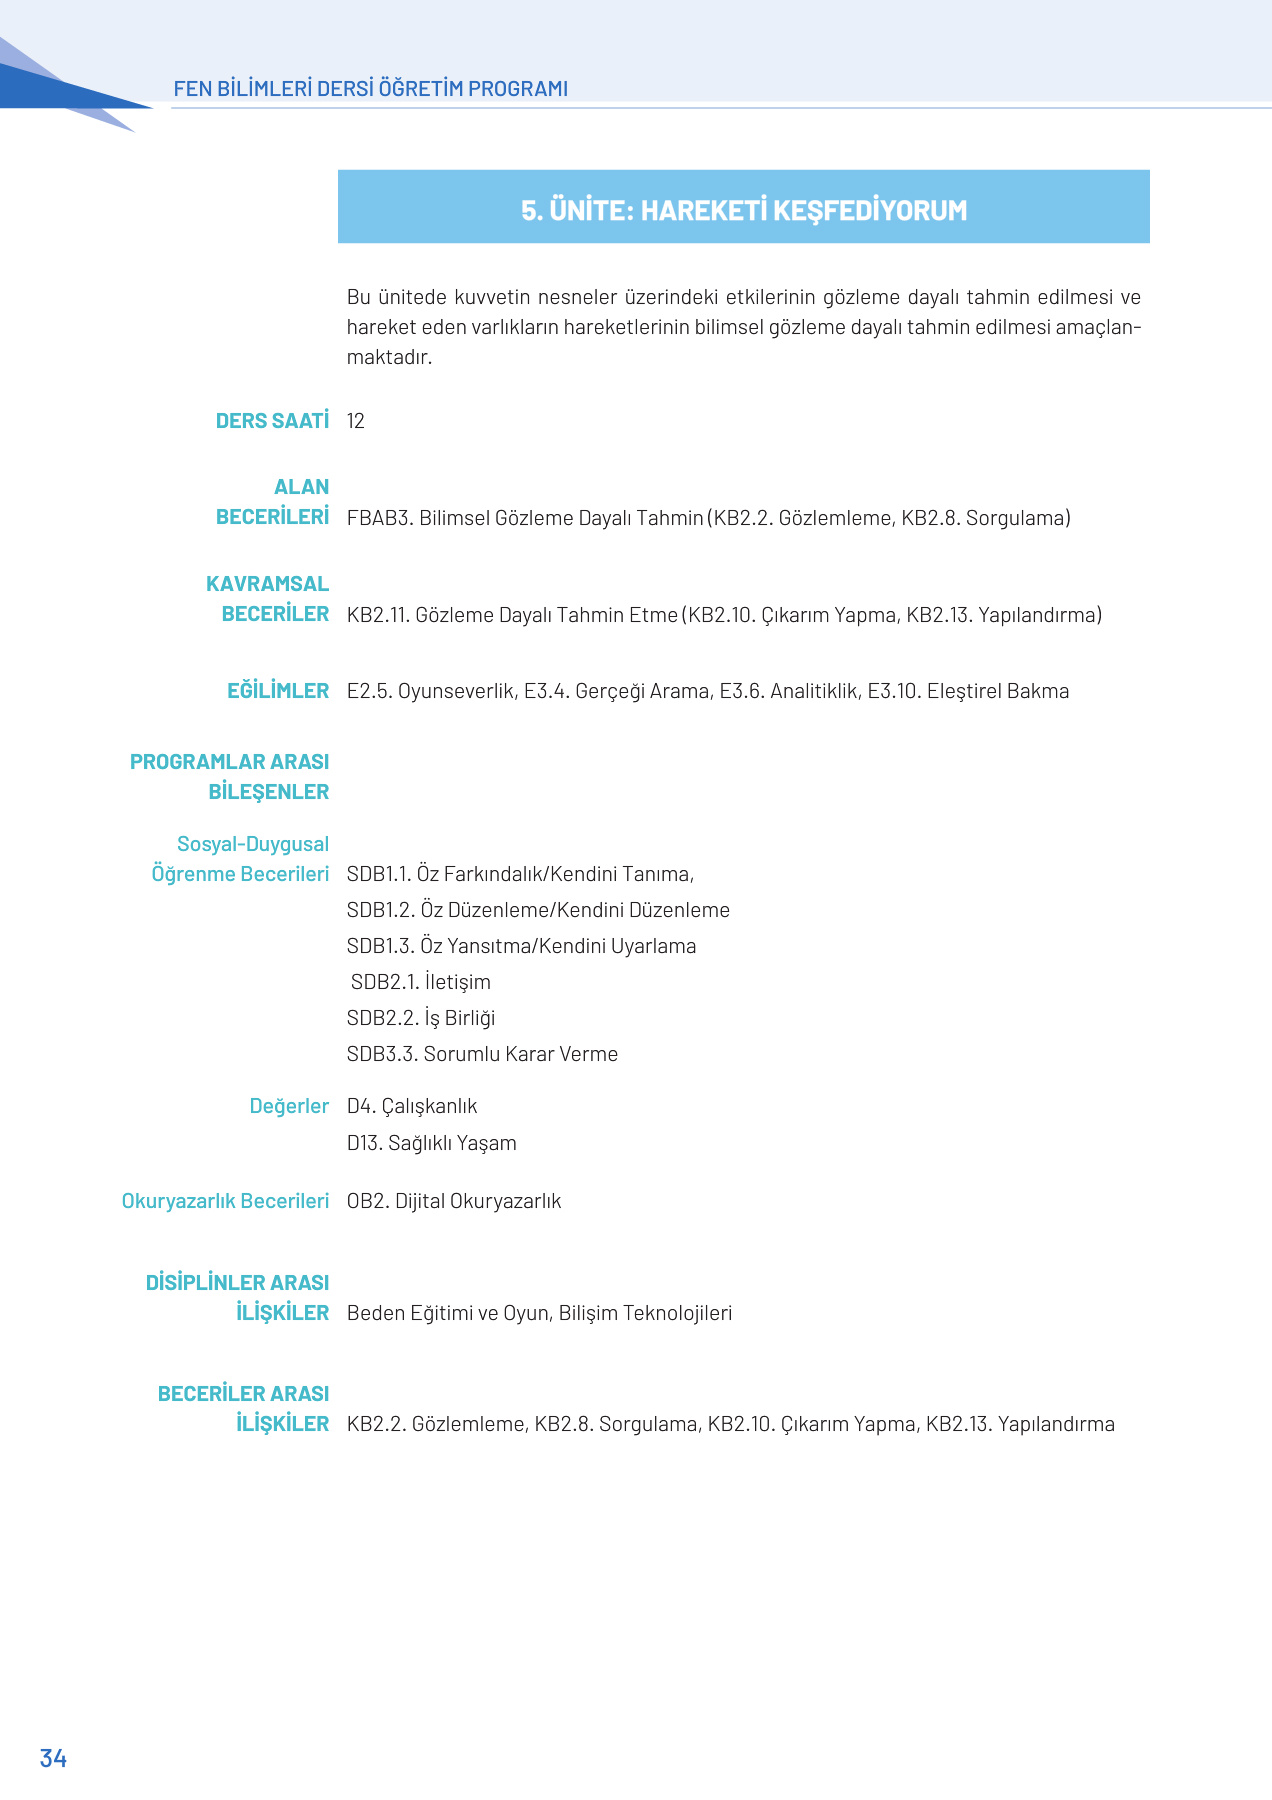 FEN BİLİMLERİ DERSİ ÖĞRETİM PROGRAMI
5. ÜNİTE: HAREKETİ KEŞFEDİYORUM
Bu ünitede kuvvetin nesneler üzerindeki etkilerinin gözleme dayalı tahmin edilmesi ve
hareket eden varlıkların hareketlerinin bilimsel gözleme dayalı tahmin edilmesi amaçlan-
maktadır.
DERS SAATİ 12
ALAN
BECERİLERİ FBAB3. Bilimsel Gözleme Dayalı Tahmin (KB2.2. Gözlemleme, KB2.8. Sorgulama)
KAVRAMSAL
BECERİLER KB2.11. Gözleme Dayalı Tahmin Etme (KB2.10. Çıkarım Yapma, KB2.13. Yapılandırma)
EĞİLİMLER E2.5. Oyunseverlik, E3.4. Gerçeği Arama, E3.6. Analitiklik, E3.10. Eleştirel Bakma
PROGRAMLAR ARASI
BİLEŞENLER
Sosyal-Duygusal
Öğrenme Becerileri SDB1.1. Öz Farkındalık/Kendini Tanıma,
SDB1.2. Öz Düzenleme/Kendini Düzenleme
SDB1.3. Öz Yansıtma/Kendini Uyarlama
SDB2.1. İletişim
SDB2.2. İş Birliği
SDB3.3. Sorumlu Karar Verme
Değerler D4. Çalışkanlık
D13. Sağlıklı Yaşam
Okuryazarlık Becerileri OB2. Dijital Okuryazarlık
DİSİPLİNLER ARASI
İLİŞKİLER Beden Eğitimi ve Oyun, Bilişim Teknolojileri
BECERİLER ARASI
İLİŞKİLER KB2.2. Gözlemleme, KB2.8. Sorgulama, KB2.10. Çıkarım Yapma, KB2.13. Yapılandırma
34